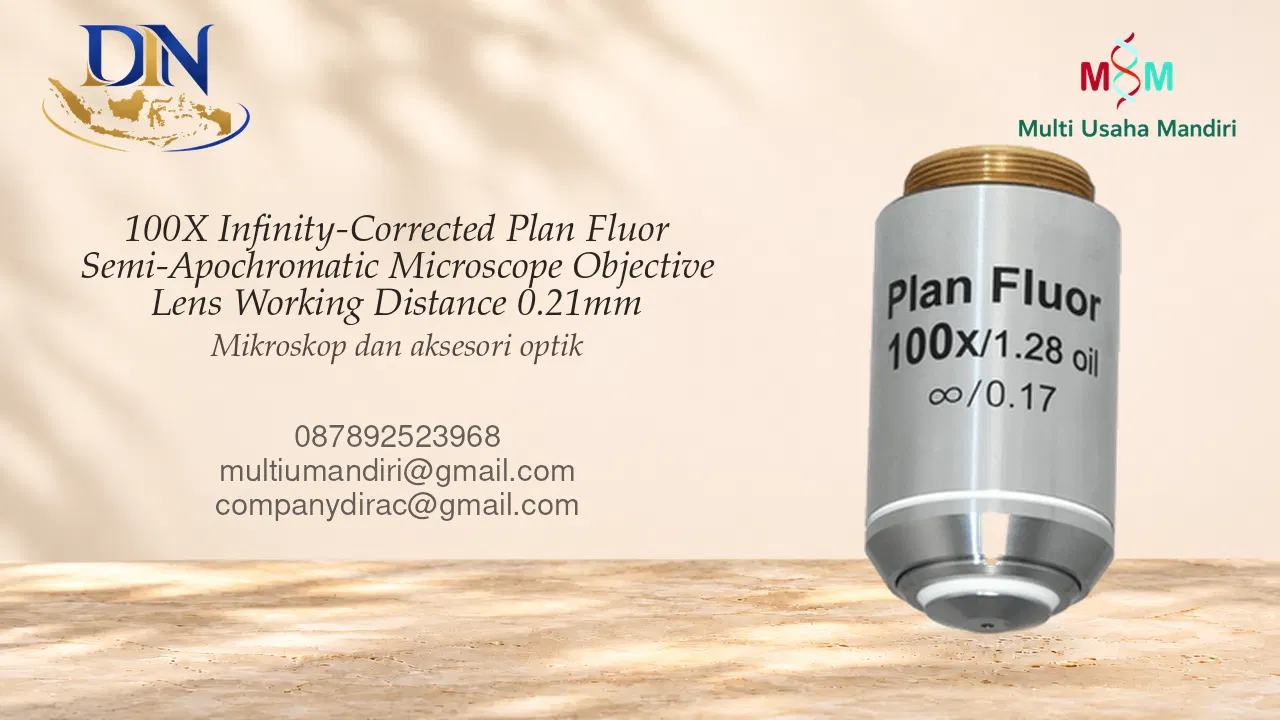 DIN
M M
Multi Usaha Mandiri
100X Infinity-Corrected Plan Fluor
Semi-Apochromatic Microscope Objective
Lens Working Distance 0.21mm
Mikroskop dan aksesori optik
087892523968
multiumandiri@gmail.com
companydirac@gmail.com
Plan Fluor
100x/1.28 oil
∞/0.17